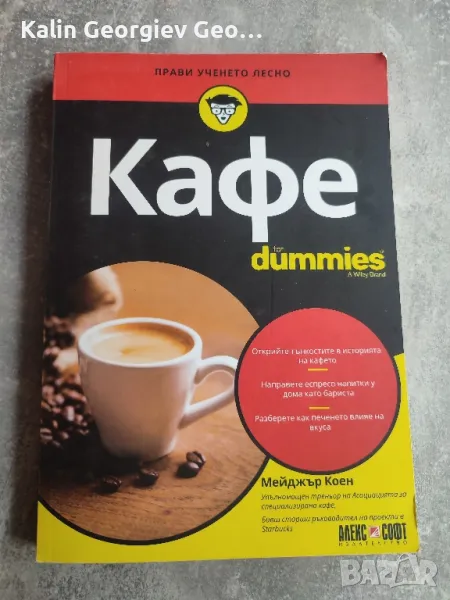 Kalin Georgiev Geo...
ПРАВИ УЧЕНЕТО ЛЕСНО
Кафе
for
dummies
A Wiley Brand
Открийте тънкостите в историята
на кафето
Направете еспресо напитки у
дома като бариста
Разберете как печенето влияе на
вкуса
Мейджър Коен
Упълномощен треньор на Асоциацията за
специализирано кафе,
бивш старши ръководител на проекти в
Starbucks
АЛЕКС СОФТ
ИЗДАТЕЛСТВО
BAZAR